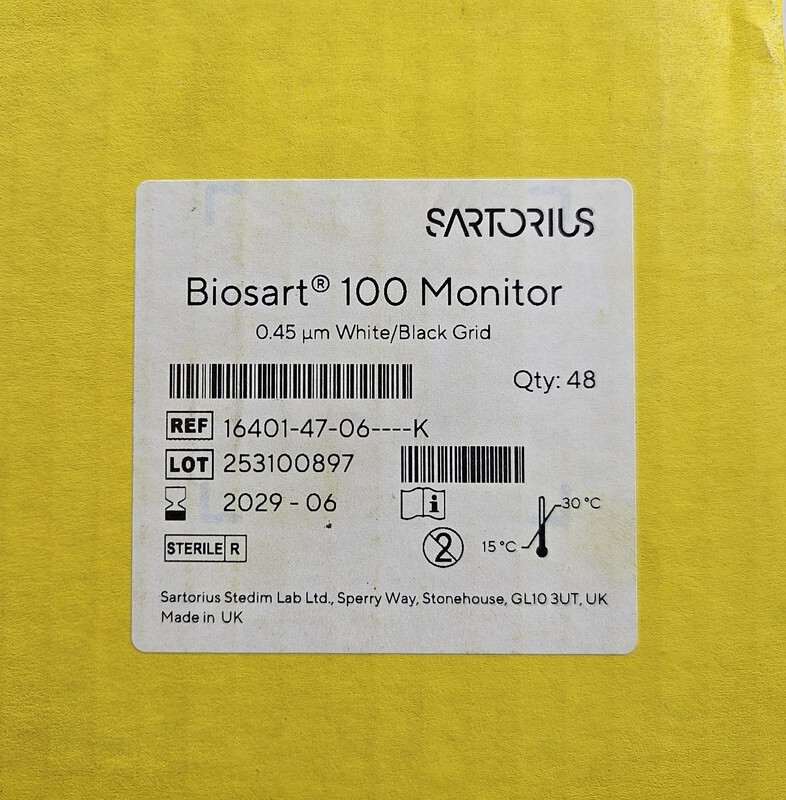 SARTORIUS
Biosart® 100 Monitor
0.45 µm White/Black Grid
Qty: 48
REF 16401-47-06----K
LOT 253100897
2029 - 06
i
30 °C
STERILE R
2
15 °C
Sartorius Stedim Lab Ltd., Sperry Way, Stonehouse, GL10 3UT, UK
Made in UK